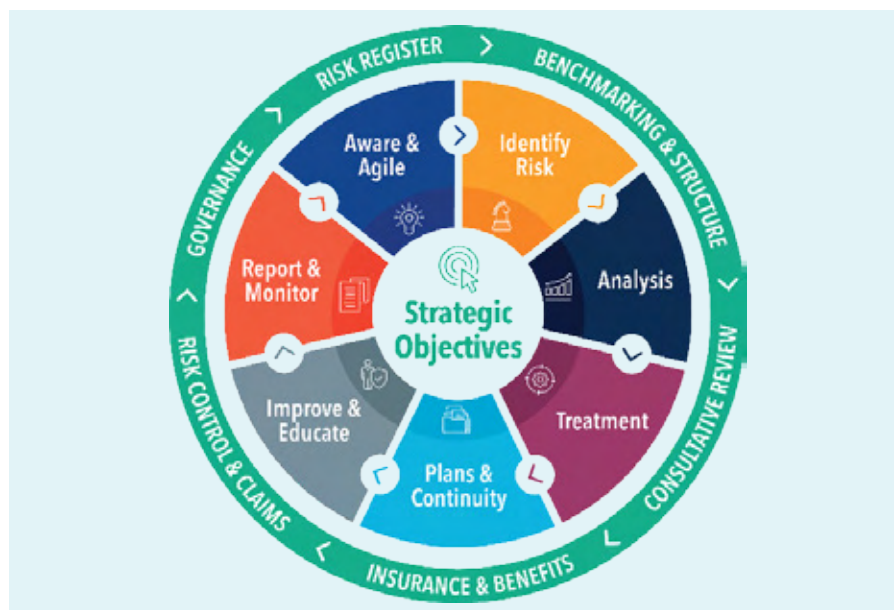 RISK REGISTER
BENCHMARKING & STRUCTURE
CONSULTATIVE REVIEW
INSURANCE & BENEFITS
RISK CONTROL & CLAIMS
GOVERNANCE
Aware &
Agile
Identify
Risk
Analysis
Treatment
Plans &
Continuity
Improve &
Educate
Report &
Monitor
Strategic
Objectives